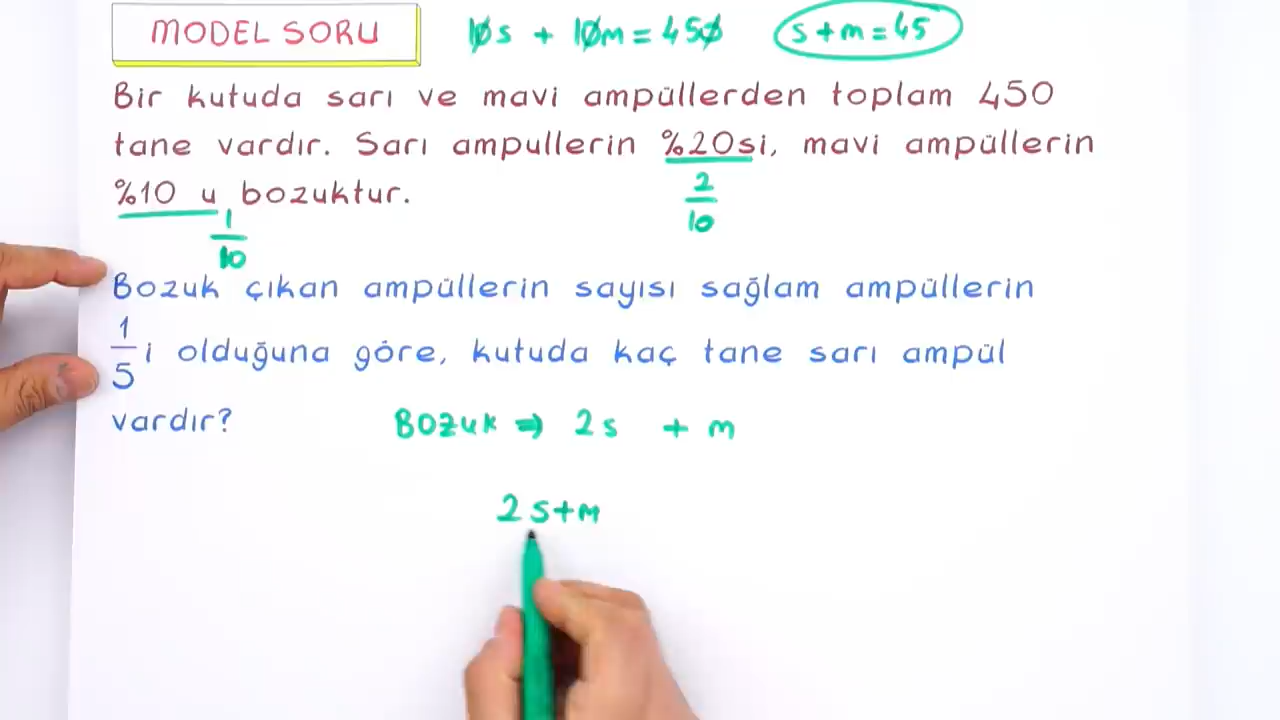 MODEL SORU 10s + 10m = 450 s+m = 45
Bir kutuda sarı ve mavi ampüllerden toplam 450
tane vardır. Sarı ampullerin %20si, mavi ampüllerin
2/10
%10 u bozuktur.
1/10
Bozuk çıkan ampüllerin sayısı sağlam ampüllerin
1/5 i olduğuna göre, kutuda kaç tane sarı ampül
vardır? BOZUK ⇒ 2s + m
2s+m